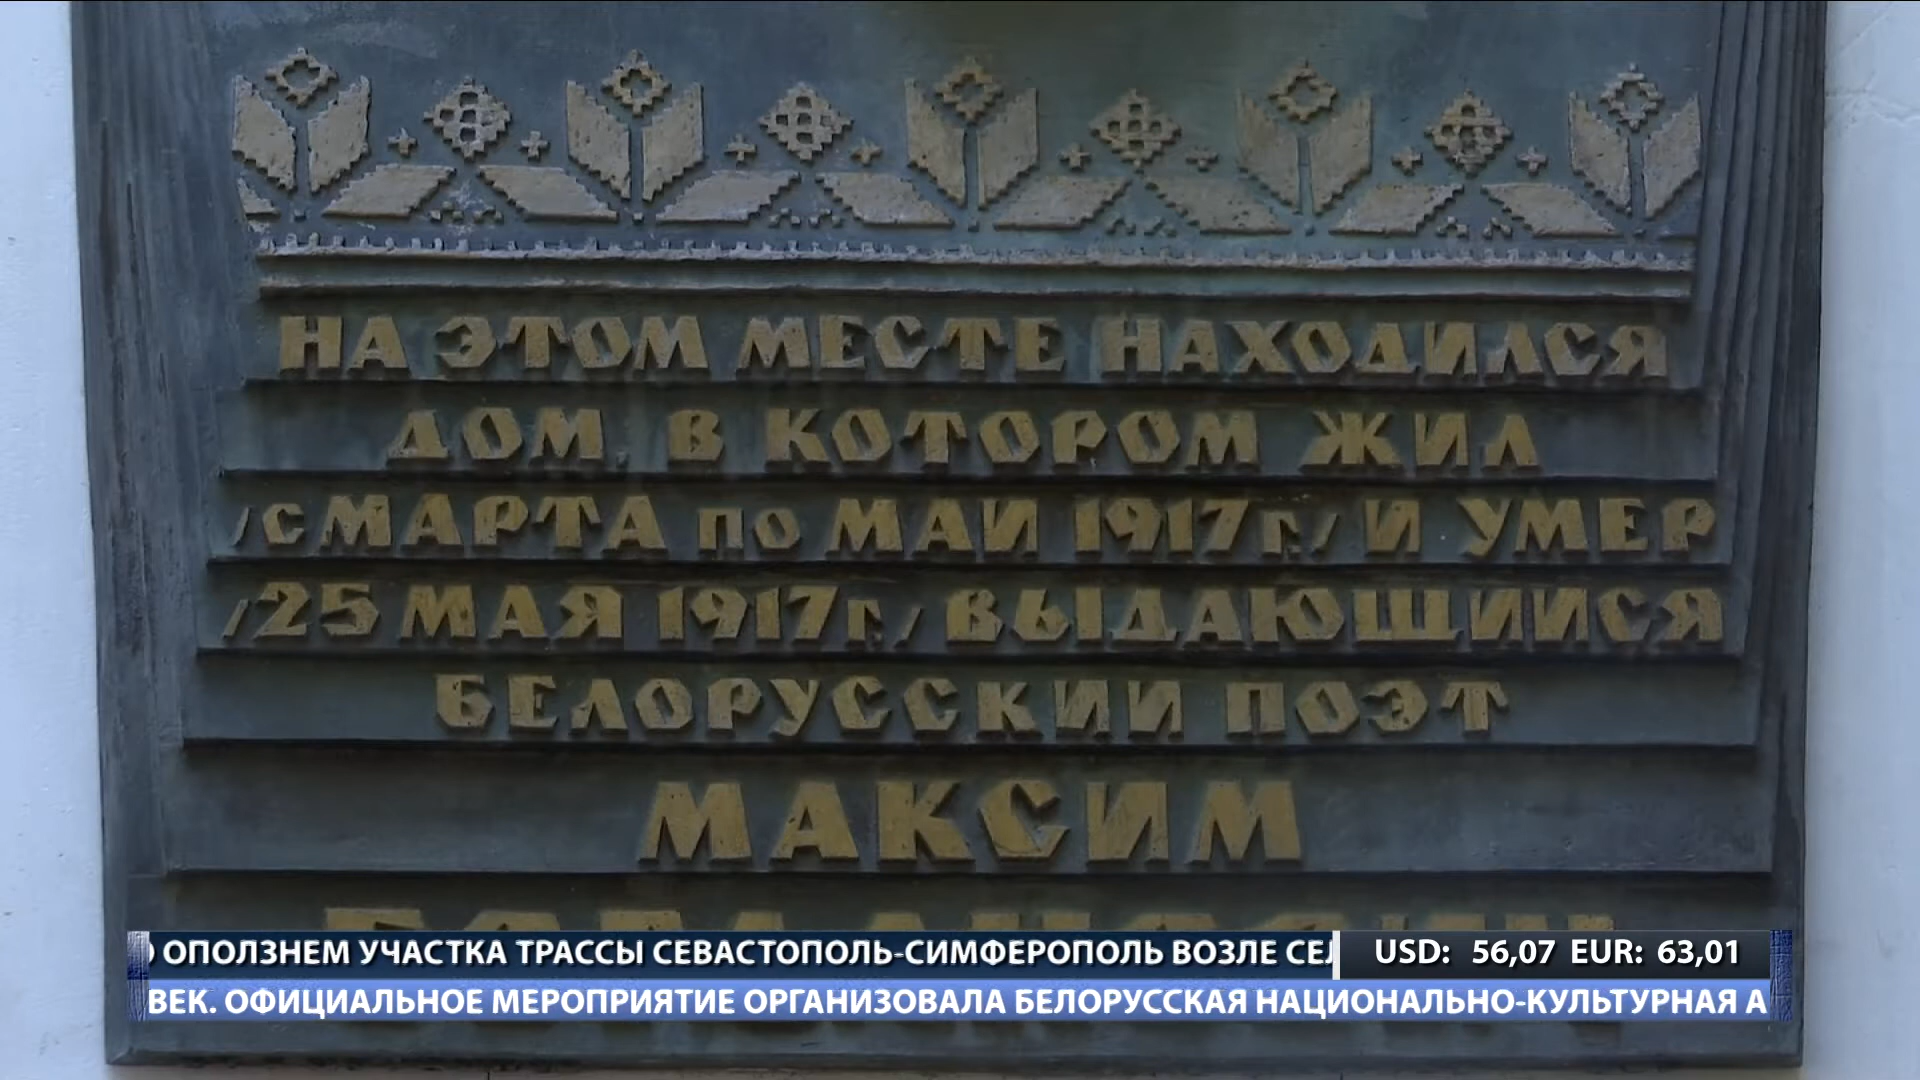 НА ЭТОМ МЕСТЕ НАХОДИЛСЯ
ДОМ, В КОТОРОМ ЖИЛ
/С МАРТА ПО МАЙ 1917 г./ И УМЕР
/25 МАЯ 1917 г./ ВЫДАЮЩИЙСЯ
БЕЛОРУССКИЙ ПОЭТ
МАКСИМ
ОПОЛЗНЕМ УЧАСТКА ТРАССЫ СЕВАСТОПОЛЬ-СИМФЕРОПОЛЬ ВОЗЛЕ СЕЛ
USD: 56,07 EUR: 63,01
ВЕК. ОФИЦИАЛЬНОЕ МЕРОПРИЯТИЕ ОРГАНИЗОВАЛА БЕЛОРУССКАЯ НАЦИОНАЛЬНО-КУЛЬТУРНАЯ А